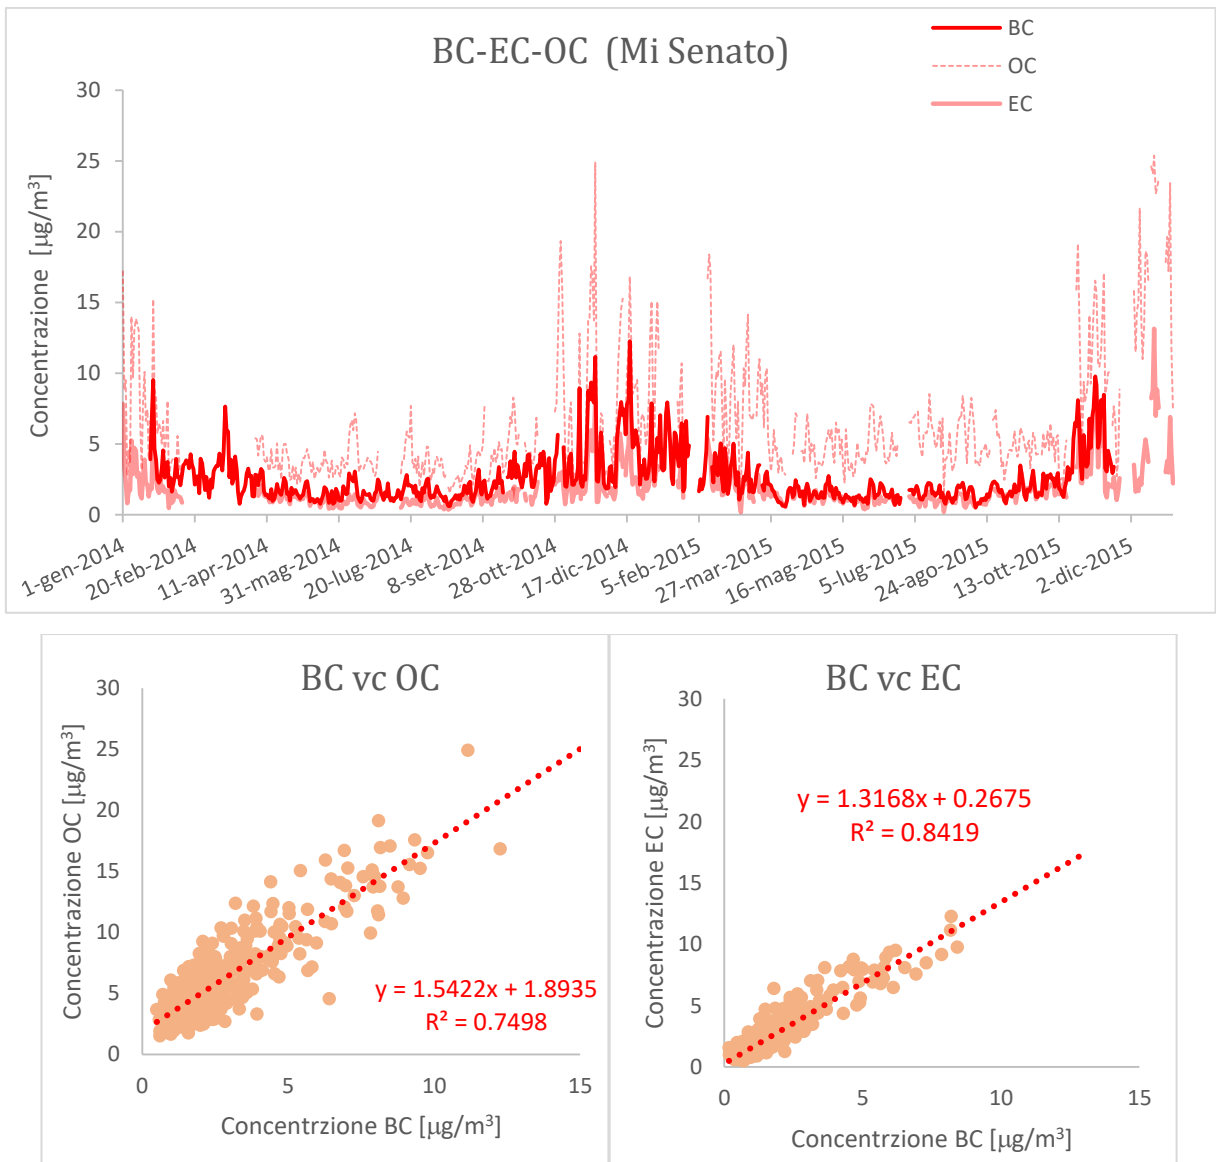 BC-EC-OC (Mi Senato)
BC
OC
EC
Concentrazione [µg/m³]
30
25
20
15
10
5
0
1-gen-2014
20-feb-2014
11-apr-2014
31-mag-2014
20-lug-2014
8-set-2014
28-ott-2014
17-dic-2014
5-feb-2015
27-mar-2015
16-mag-2015
5-lug-2015
24-ago-2015
13-ott-2015
2-dic-2015
BC vc OC
Concentrazione OC [µg/m³]
30
25
20
15
10
5
0
y = 1.5422x + 1.8935
R² = 0.7498
0
5
10
15
Concentrzione BC [µg/m³]
BC vc EC
Concentrazione EC [µg/m³]
30
25
20
15
10
5
0
y = 1.3168x + 0.2675
R² = 0.8419
0
5
10
15
Concentrzione BC [µg/m³]